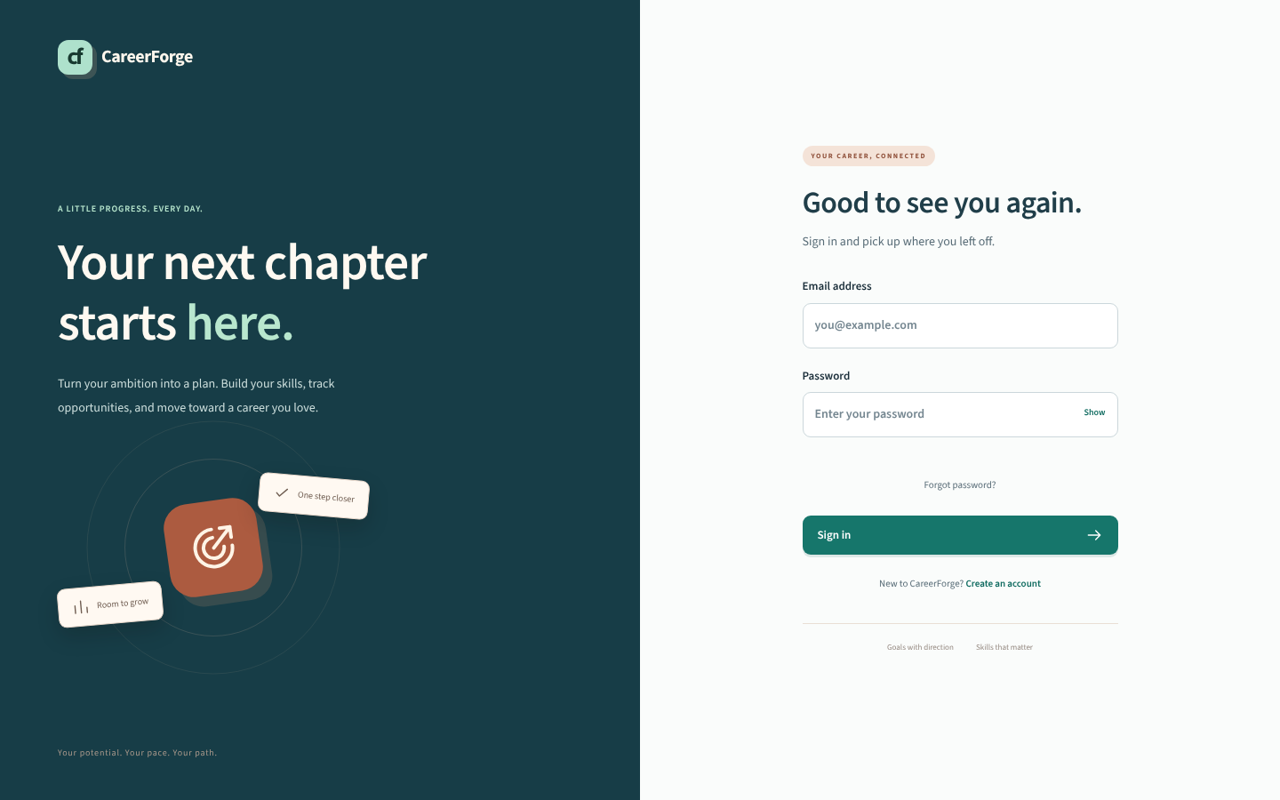 cf CareerForge
A LITTLE PROGRESS. EVERY DAY.
Your next chapter
starts here.
Turn your ambition into a plan. Build your skills, track
opportunities, and move toward a career you love.
One step closer
Room to grow
Your potential. Your pace. Your path.
YOUR CAREER, CONNECTED
Good to see you again.
Sign in and pick up where you left off.
Email address
you@example.com
Password
Enter your password Show
Forgot password?
Sign in
New to CareerForge? Create an account
Goals with direction Skills that matter